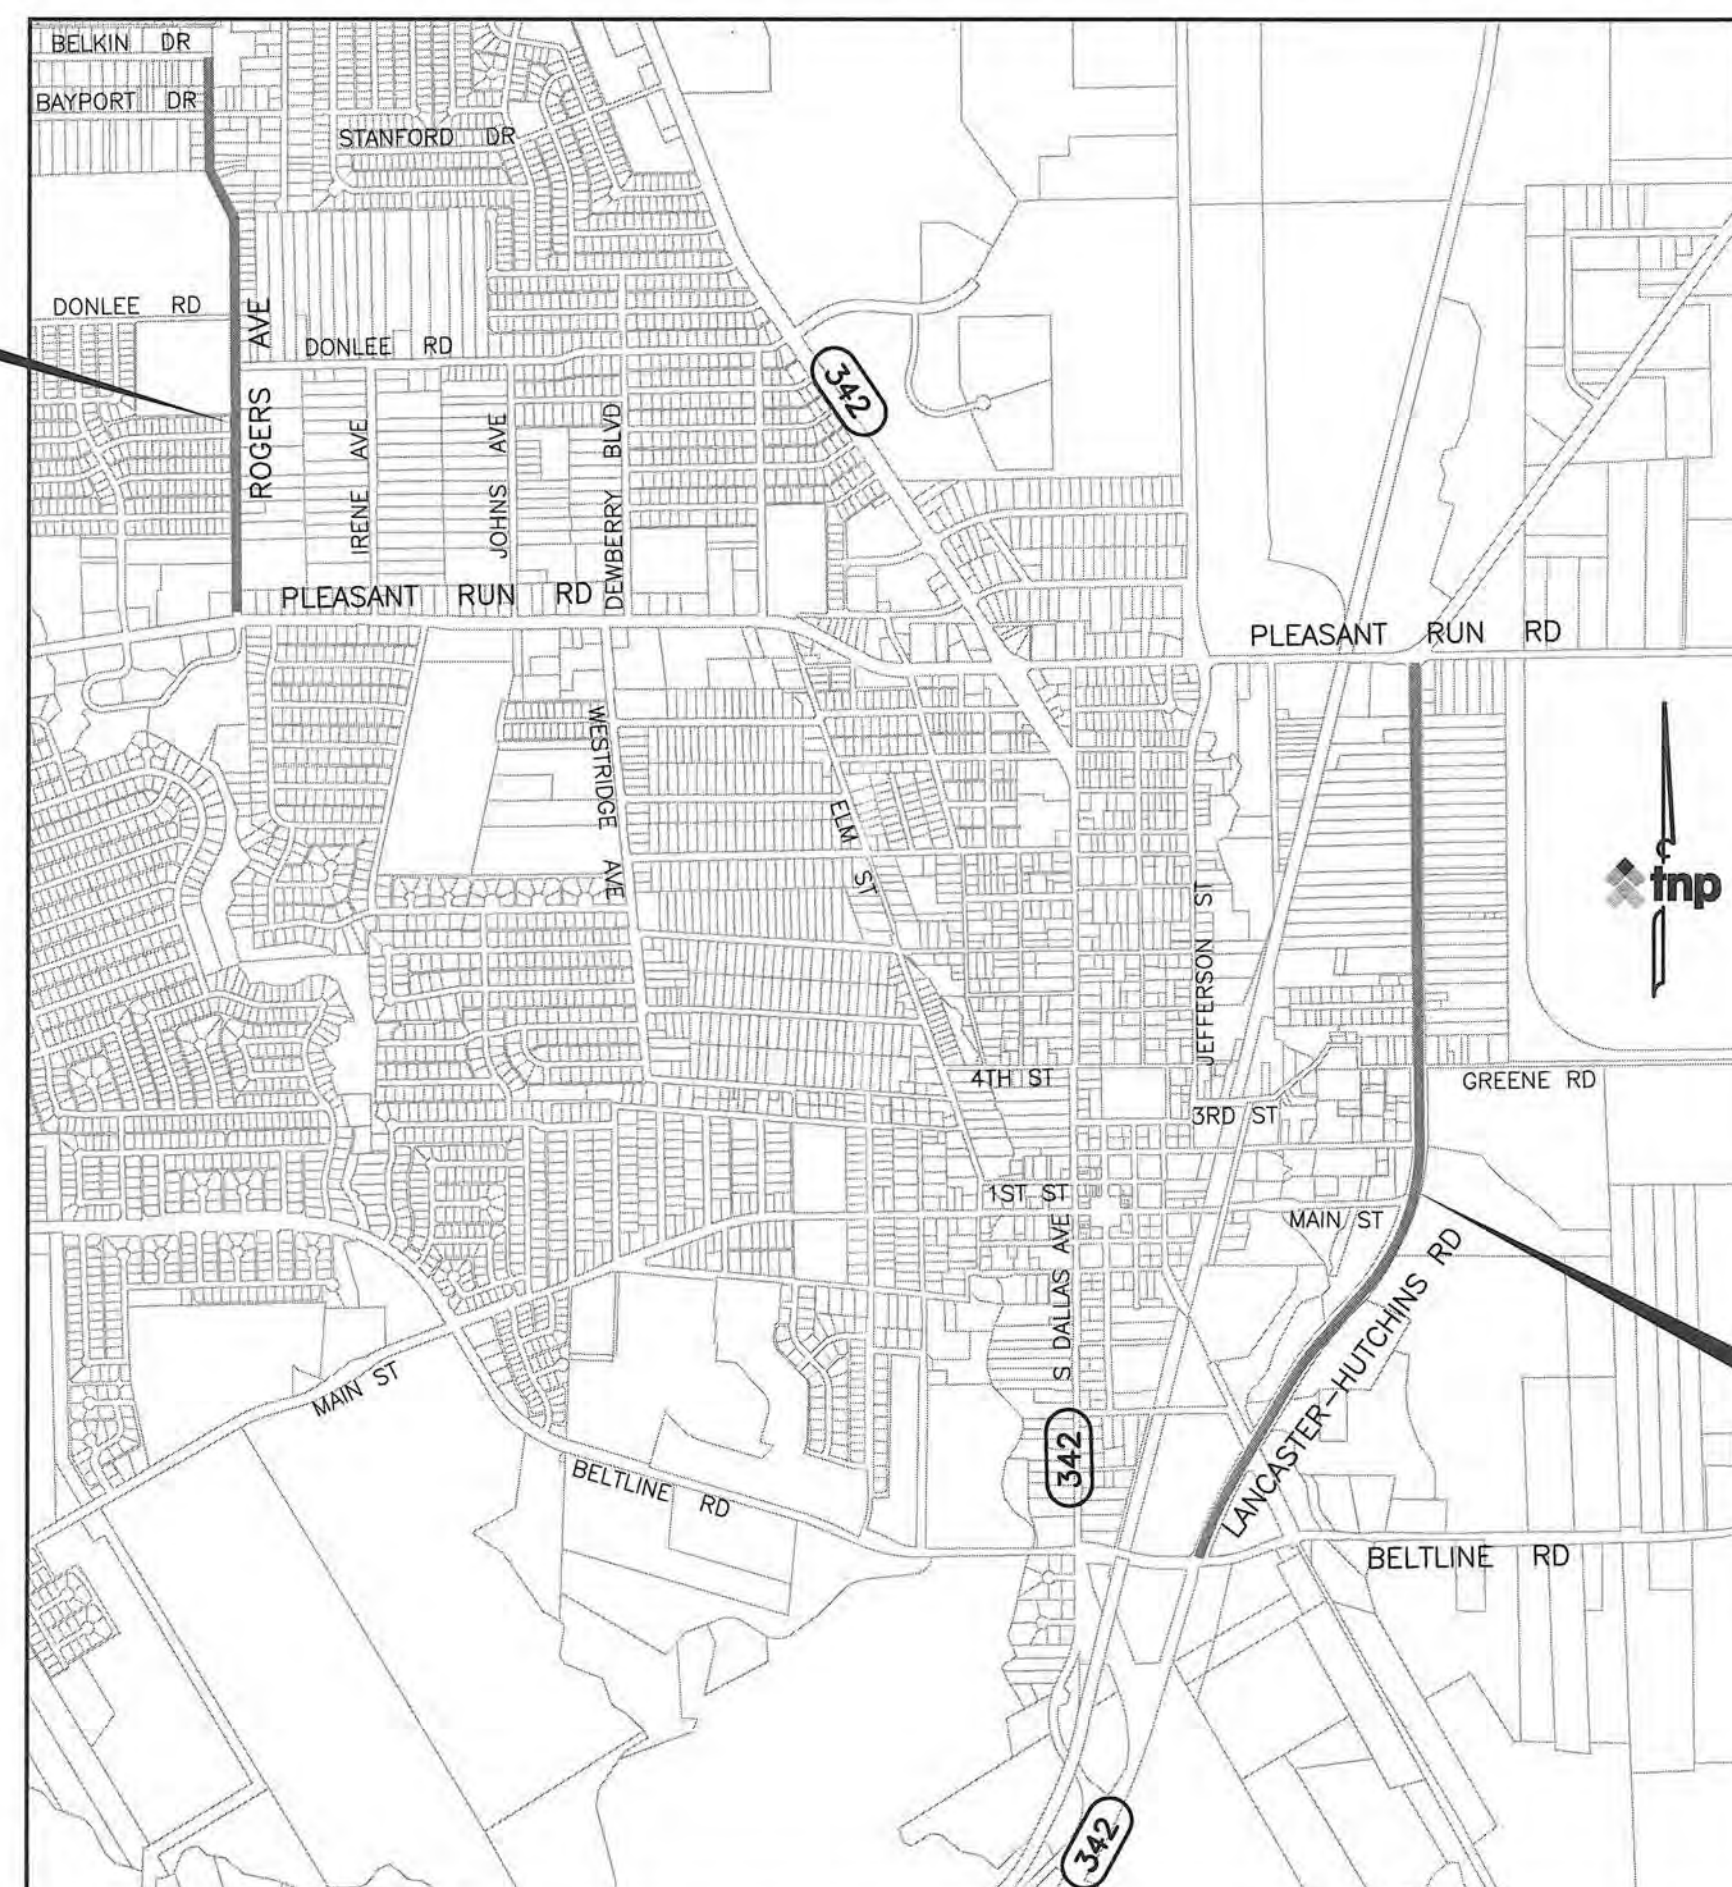 BELKIN DR
BAYPORT DR
STANFORD DR
DONLEE RD
ROGERS AVE
DONLEE RD
342
IRENE AVE
JOHNS AVE
DEWBERRY BLVD
PLEASANT RUN RD
PLEASANT RUN RD
WESTRIDGE AVE
ELM ST
JEFFERSON ST
tnp
4TH ST
GREENE RD
3RD ST
1ST ST
MAIN ST
S DALLAS AVE
LANCASTER-HUTCHINS RD
MAIN ST
342
BELTLINE RD
BELTLINE RD
342